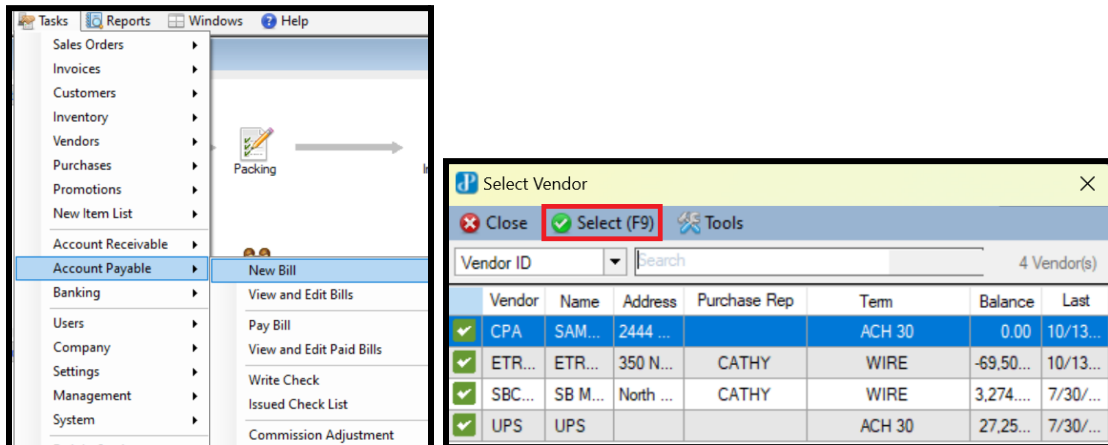 Tasks Reports Windows Help
Sales Orders
Invoices
Customers
Inventory
Vendors
Purchases
Promotions
New Item List
Account Receivable
Account Payable
Banking
Users
Company
Settings
Management
System
Packing
New Bill
View and Edit Bills
Pay Bill
View and Edit Paid Bills
Write Check
Issued Check List
Commission Adjustment
Select Vendor
Close Select (F9) Tools
Vendor ID Search 4 Vendor(s)
Vendor Name Address Purchase Rep Term Balance Last
CPA SAM... 2444 ... ACH 30 0.00 10/13...
ETR... ETR... 350 N... CATHY WIRE -69,50... 10/13...
SBC... SB M... North ... CATHY WIRE 3,274.... 7/30/...
UPS UPS ACH 30 27,25... 7/30/...